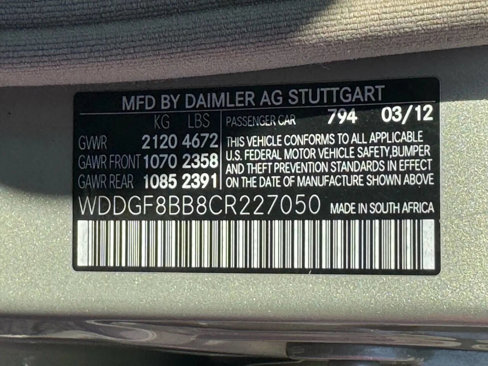 MFD BY DAIMLER AG STUTTGART
KG LBS PASSENGER CAR 794 03/12
GVWR 2120 4672
GAWR FRONT 1070 2358
GAWR REAR 1085 2391
THIS VEHICLE CONFORMS TO ALL APPLICABLE
U.S. FEDERAL MOTOR VEHICLE SAFETY, BUMPER
AND THEFT PREVENTION STANDARDS IN EFFECT
ON THE DATE OF MANUFACTURE SHOWN ABOVE.
WDDGF8BB8CR227050 MADE IN SOUTH AFRICA